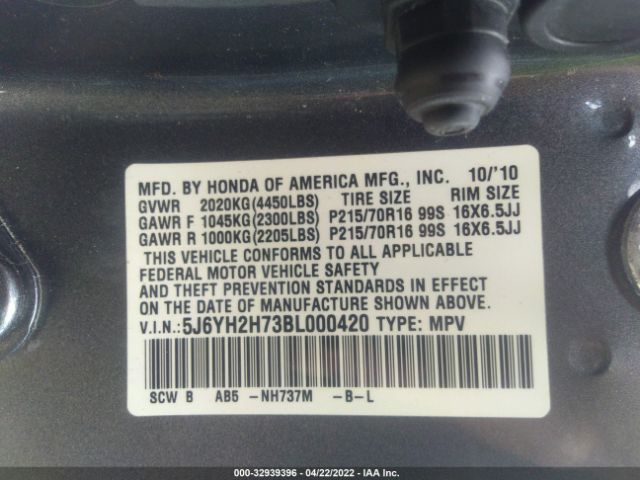 MFD. BY HONDA OF AMERICA MFG., INC. 10/'10
GVWR 2020KG(4450LBS) TIRE SIZE RIM SIZE
GAWR F 1045KG(2300LBS) P215/70R16 99S 16X6.5JJ
GAWR R 1000KG(2205LBS) P215/70R16 99S 16X6.5JJ
THIS VEHICLE CONFORMS TO ALL APPLICABLE
FEDERAL MOTOR VEHICLE SAFETY
AND THEFT PREVENTION STANDARDS IN EFFECT
ON THE DATE OF MANUFACTURE SHOWN ABOVE.
V.I.N.:5J6YH2H73BL000420 TYPE: MPV
SCW B AB5 -NH737M -B-L
000-32939396 - 04/22/2022 - IAA Inc.